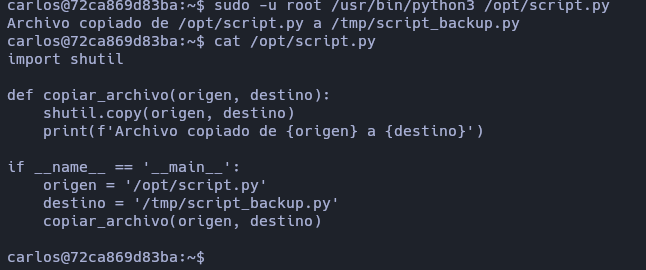 carlos@72ca869d83ba:~$ sudo -u root /usr/bin/python3 /opt/script.py
Archivo copiado de /opt/script.py a /tmp/script_backup.py
carlos@72ca869d83ba:~$ cat /opt/script.py
import shutil

def copiar_archivo(origen, destino):
    shutil.copy(origen, destino)
    print(f'Archivo copiado de {origen} a {destino}')

if __name__ == '__main__':
    origen = '/opt/script.py'
    destino = '/tmp/script_backup.py'
    copiar_archivo(origen, destino)

carlos@72ca869d83ba:~$